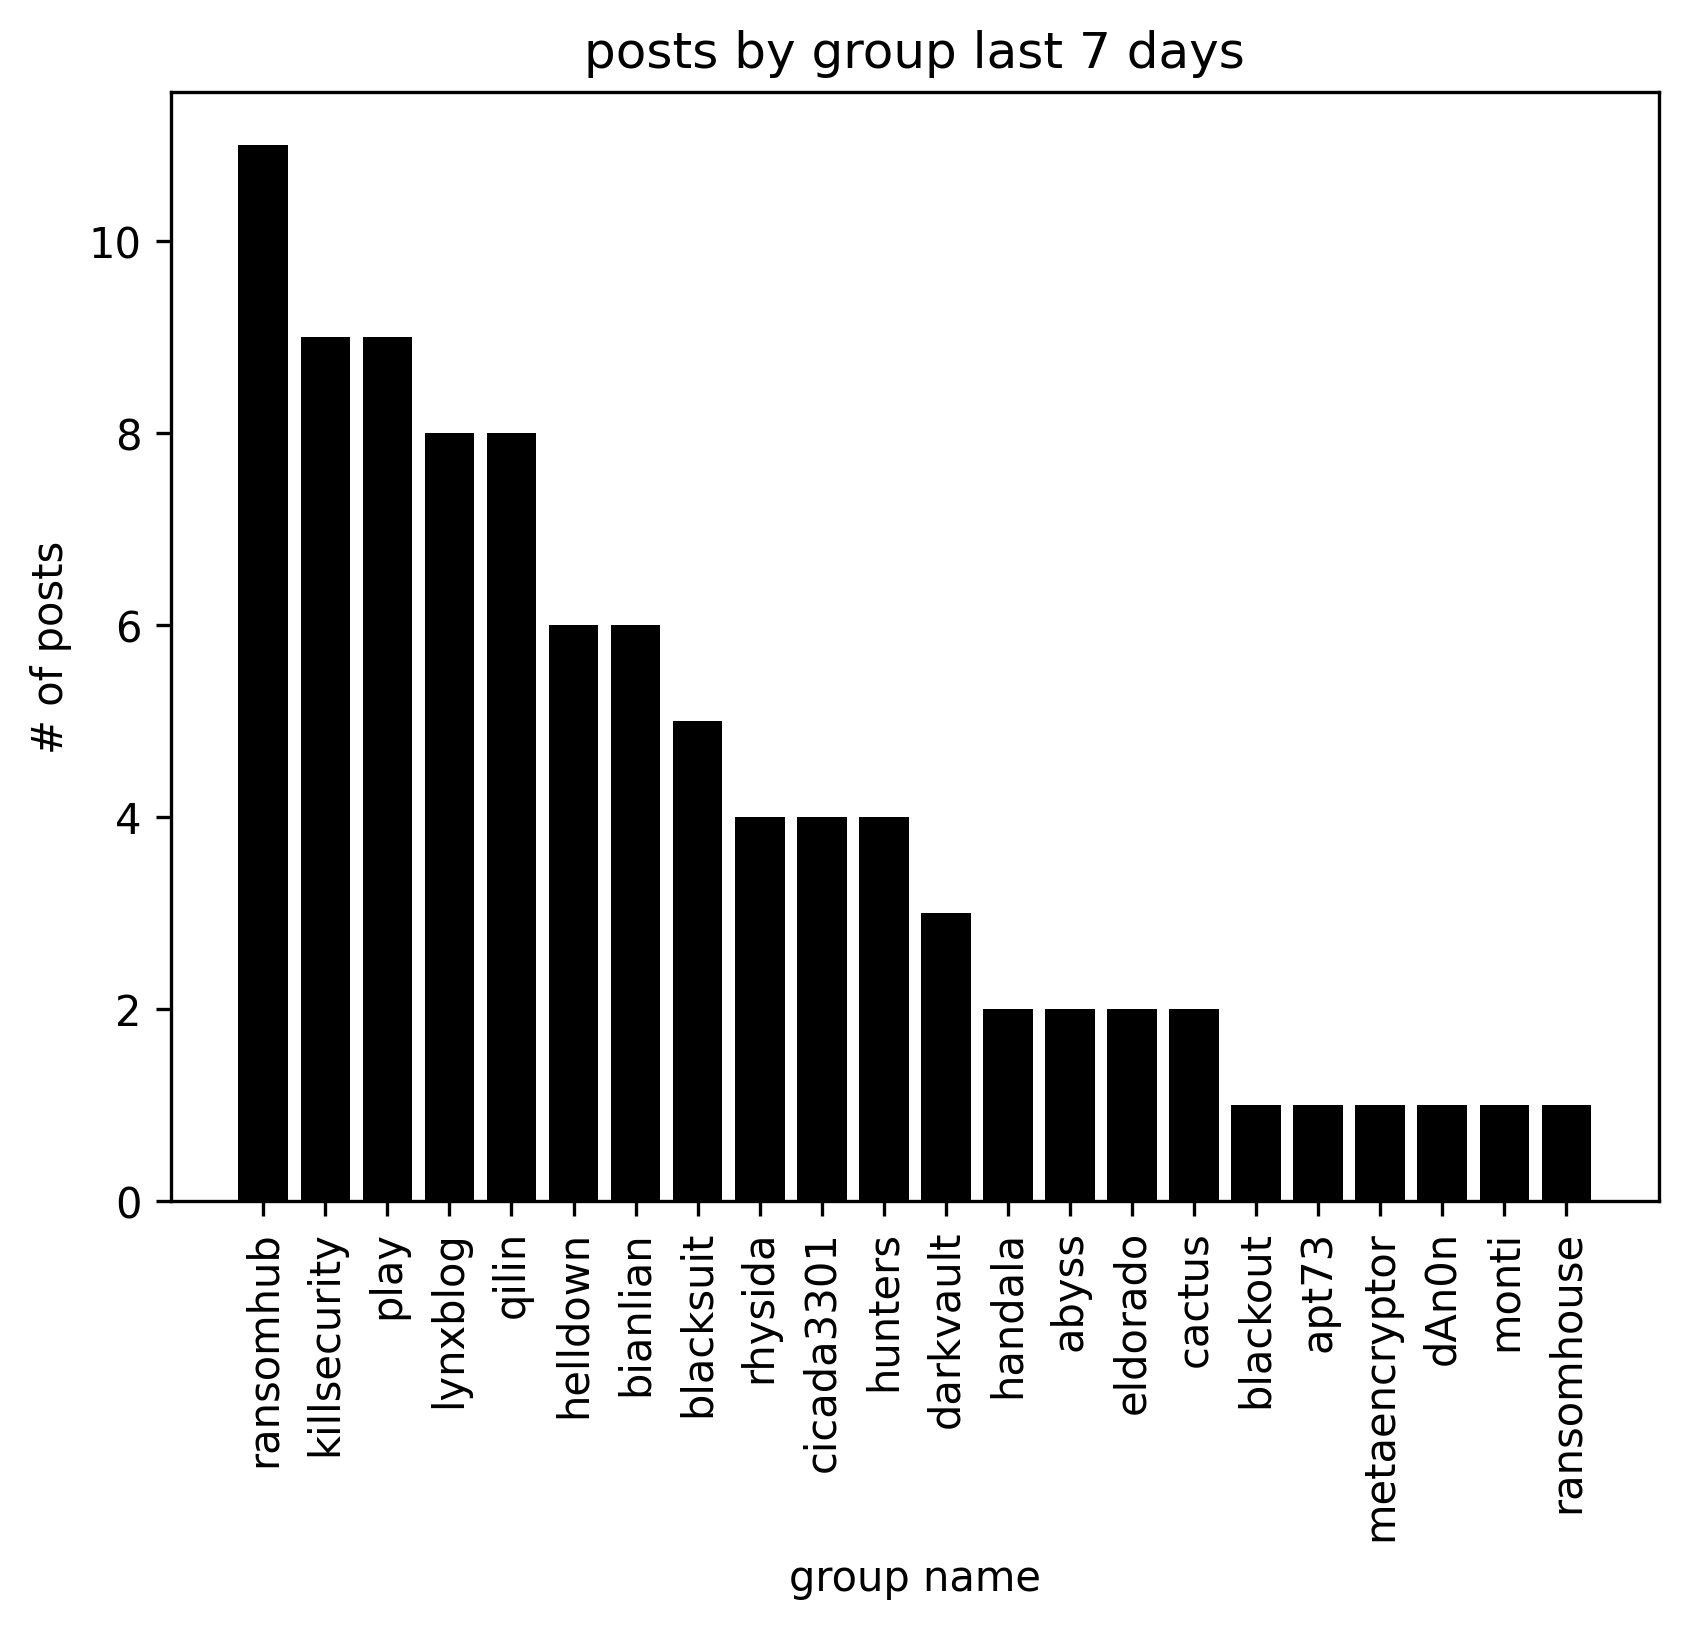 posts by group last 7 days
# of posts
10
8
6
4
2
0
ransomhub
killsecurity
play
lynxblog
qilin
helldown
bianlian
blacksuit
rhysida
cicada3301
hunters
darkvault
handala
abyss
eldorado
cactus
blackout
apt73
metaencryptor
dAn0n
monti
ransomhouse
group name